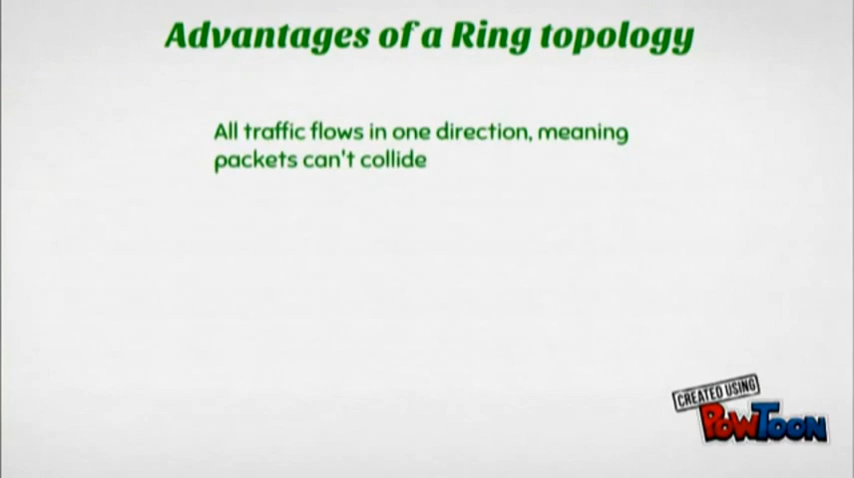 Advantages of a Ring topology
All traffic flows in one direction, meaning
packets can't collide
CREATED USING
POWTOON